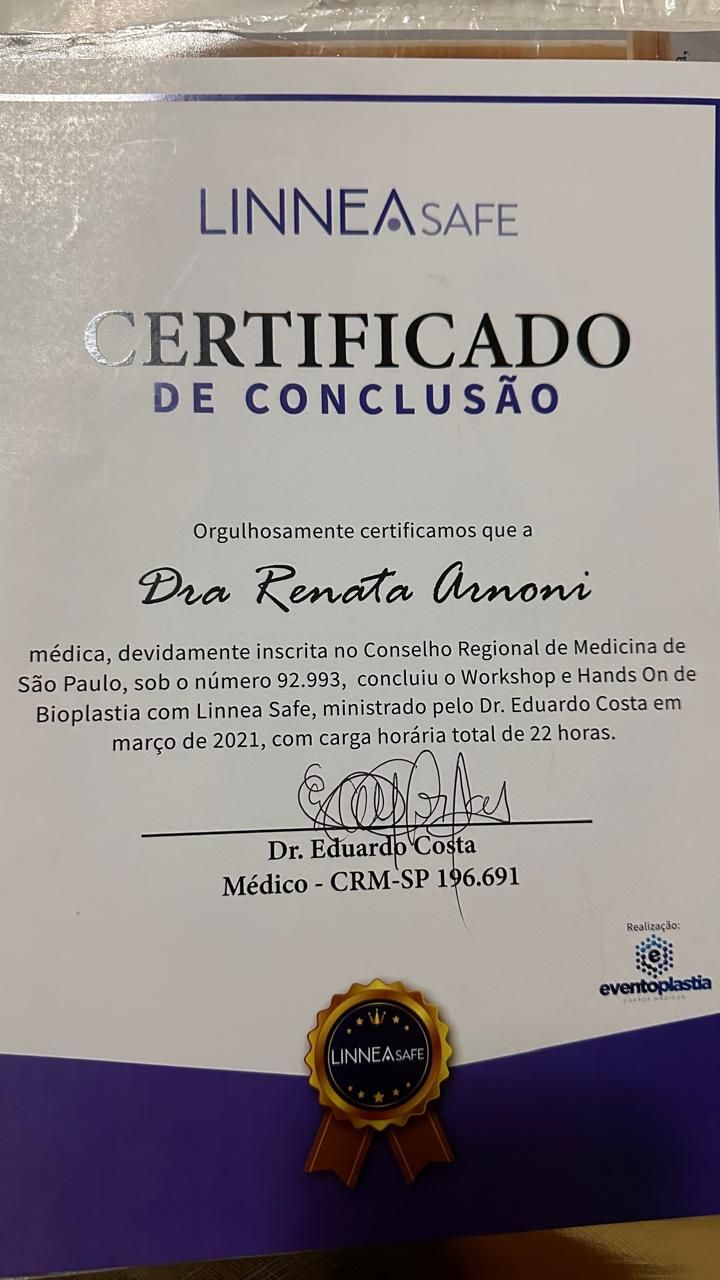 LINNEA SAFE
CERTIFICADO
DE CONCLUSÃO
Orgulhosamente certificamos que a
Dra Renata Arnoni
médica, devidamente inscrita no Conselho Regional de Medicina de
São Paulo, sob o número 92.993, concluiu o Workshop e Hands On de
Bioplastia com Linnea Safe, ministrado pelo Dr. Eduardo Costa em
março de 2021, com carga horária total de 22 horas.
Dr. Eduardo Costa
Médico - CRM-SP 196.691
Realização:
e
eventoplastia
CURSOS MÉDICOS
LINNEA SAFE